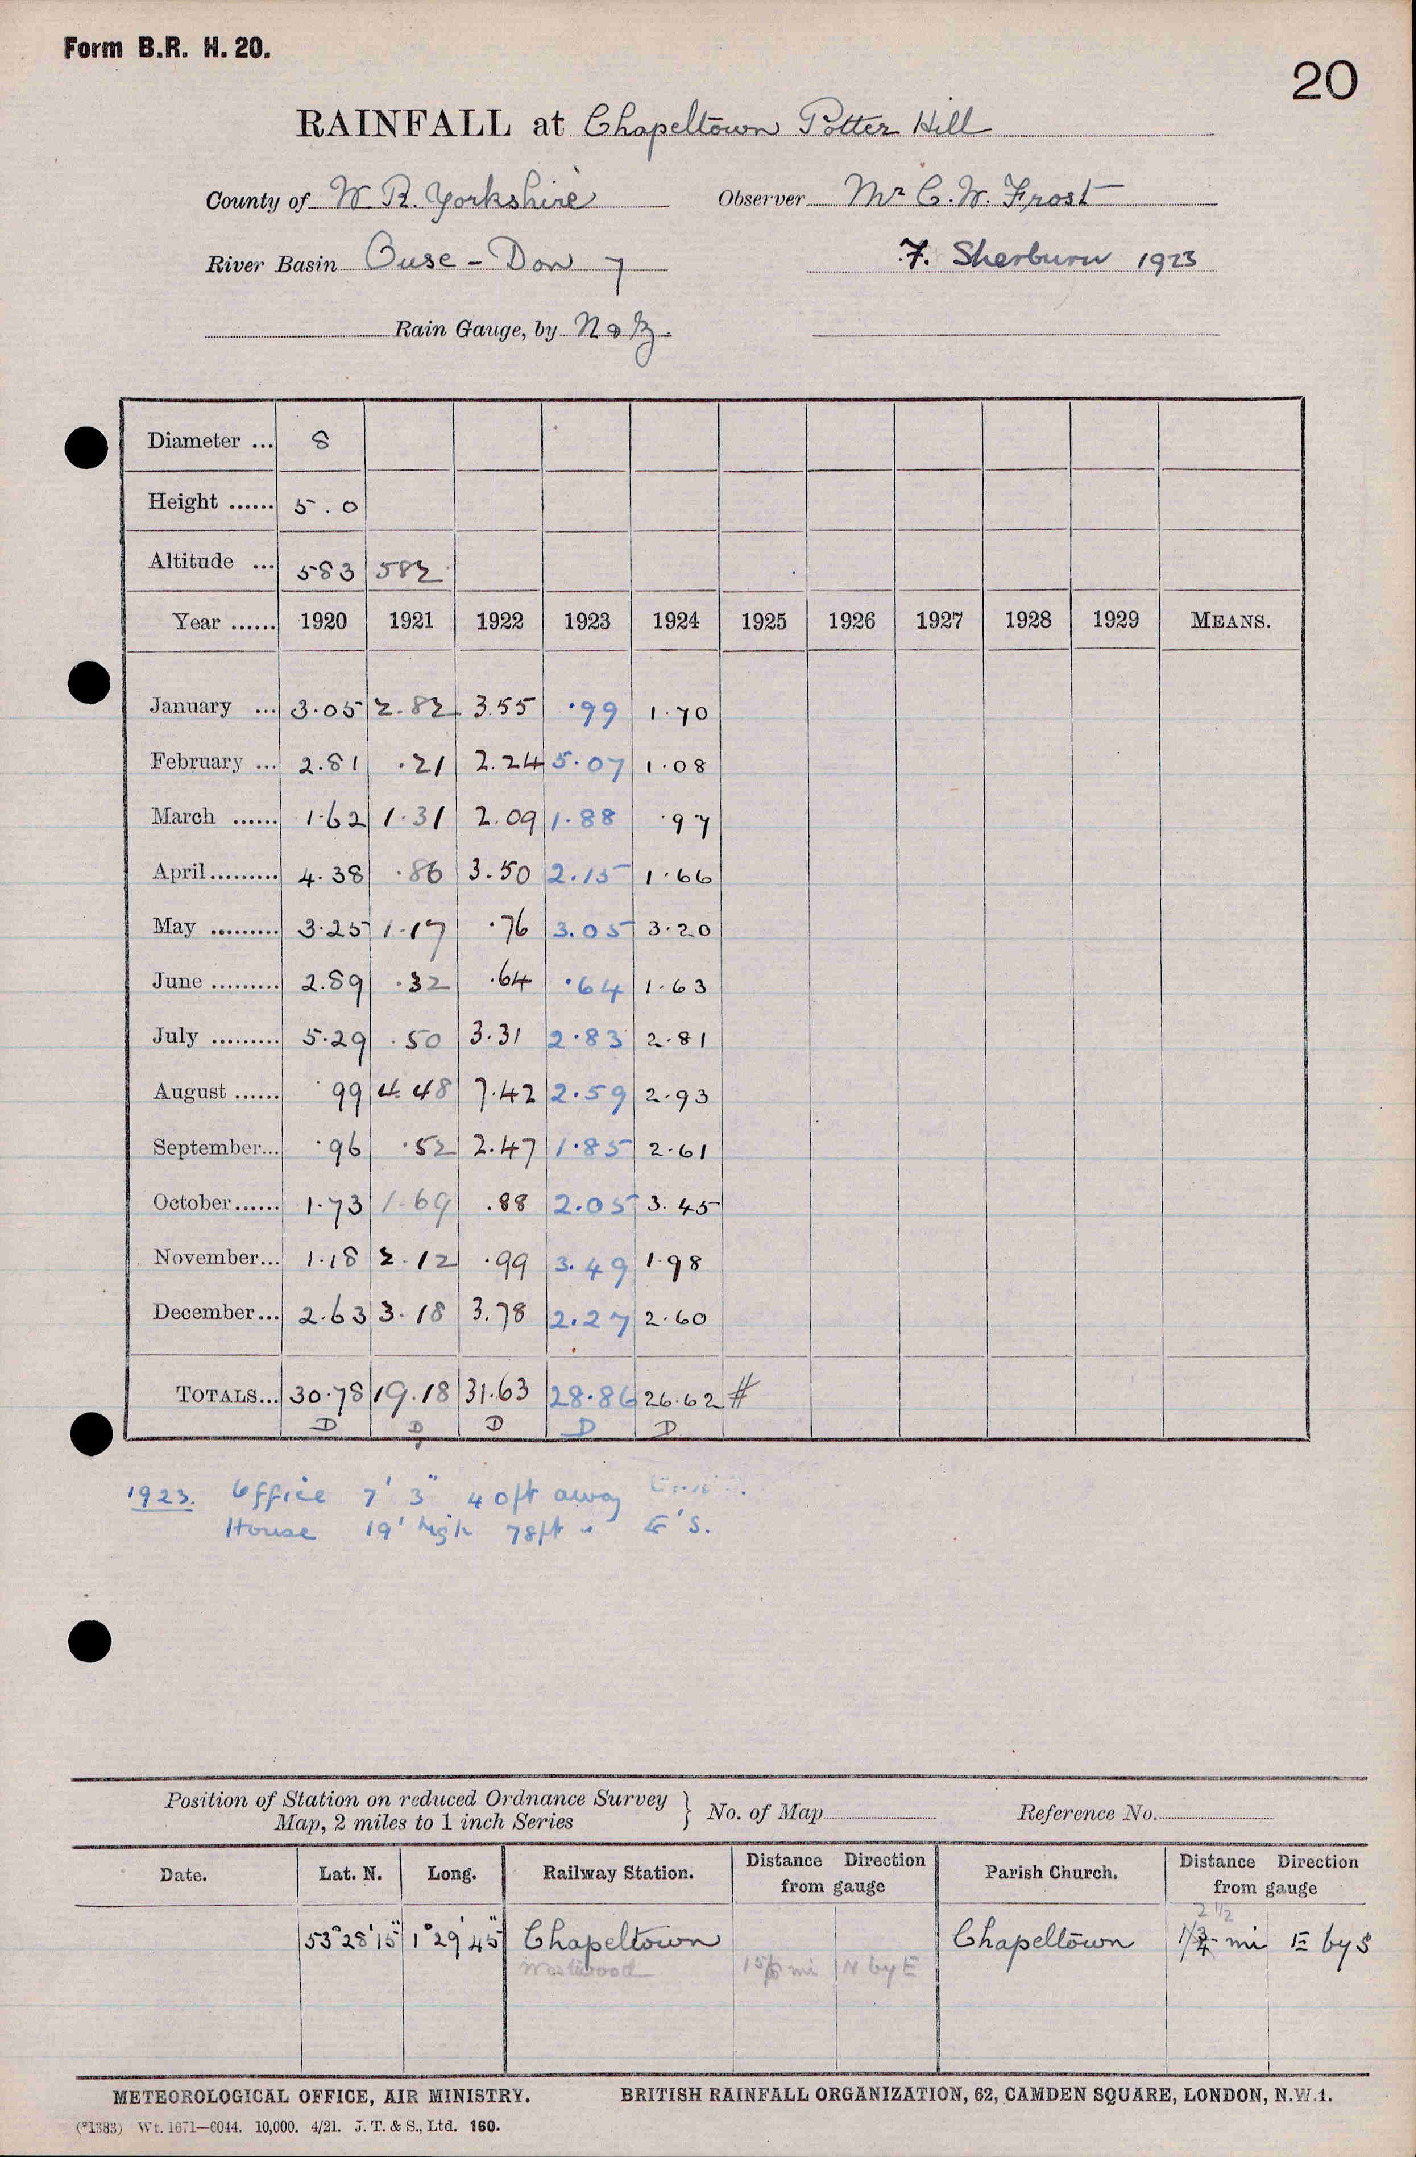 Form B.R. H. 20.
20
RAINFALL at Chapeltown Potter Hill
County of W. R. Yorkshire Observer Mr C. W. Frost
River Basin Ouse - Don 7 F. Sherburn 1923
Rain Gauge, by N & Z.
Diameter ... 8
Height ...... 5.0
Altitude ... 583 582
Year ...... 1920 1921 1922 1923 1924 1925 1926 1927 1928 1929 MEANS.
January ... 3.05 2.82 3.55 .99 1.70
February ... 2.81 .21 2.24 5.07 1.08
March ...... 1.62 1.31 2.09 1.88 .97
April......... 4.38 .86 3.50 2.15 1.66
May ......... 3.25 1.17 .76 3.05 3.20
June ......... 2.89 .32 .64 .64 1.63
July ......... 5.29 .50 3.31 2.83 2.81
August ...... .99 4.48 7.42 2.59 2.93
September... .96 .52 2.47 1.85 2.61
October...... 1.73 1.69 .88 2.05 3.45
November... 1.18 2.12 .99 3.49 1.98
December... 2.63 3.18 3.78 2.27 2.60
TOTALS... 30.78 19.18 31.63 28.86 26.62 #
D D D D D
1923. Office 7' 3" 40ft away
House 19' high 78ft " E'S.
Position of Station on reduced Ordnance Survey
Map, 2 miles to 1 inch Series } No. of Map Reference No.
Date. Lat. N. Long. Railway Station. Distance Direction from gauge Parish Church. Distance Direction from gauge
2 1/2
53° 28' 15" 1° 29' 45" Chapeltown Chapeltown 1 3/4 mi E by S
Westwood mi N by E
METEOROLOGICAL OFFICE, AIR MINISTRY. BRITISH RAINFALL ORGANIZATION, 62, CAMDEN SQUARE, LONDON, N.W.1.
(*1383) Wt. 1671—6044. 10,000. 4/21. J. T. & S., Ltd. 160.